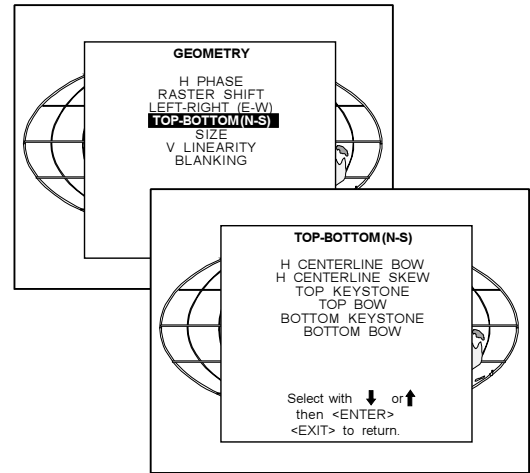 GEOMETRY
H PHASE
RASTER SHIFT
LEFT-RIGHT (E-W)
TOP-BOTTOM (N-S)
SIZE
V LINEARITY
BLANKING
TOP-BOTTOM (N-S)
H CENTERLINE BOW
H CENTERLINE SKEW
TOP KEYSTONE
TOP BOW
BOTTOM KEYSTONE
BOTTOM BOW
Select with ⬇ or ⬆
then <ENTER>
<EXIT> to return.